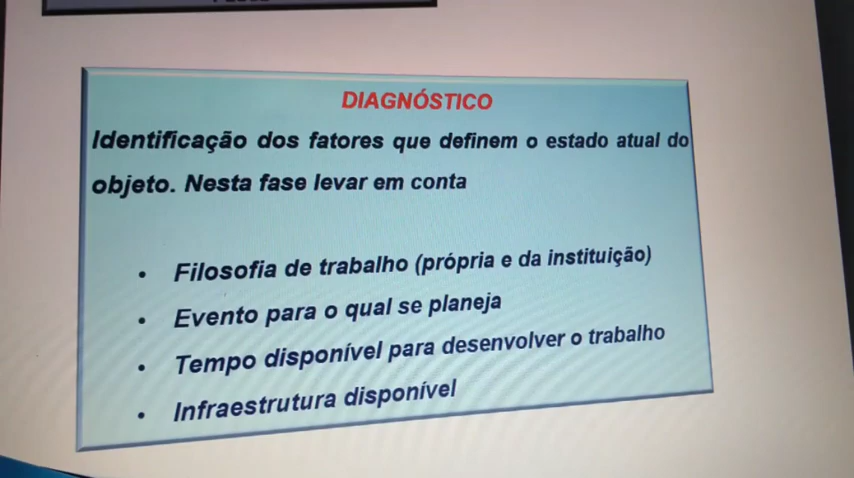 DIAGNÓSTICO
Identificação dos fatores que definem o estado atual do
objeto. Nesta fase levar em conta
• Filosofia de trabalho (própria e da instituição)
• Evento para o qual se planeja
• Tempo disponível para desenvolver o trabalho
• Infraestrutura disponível